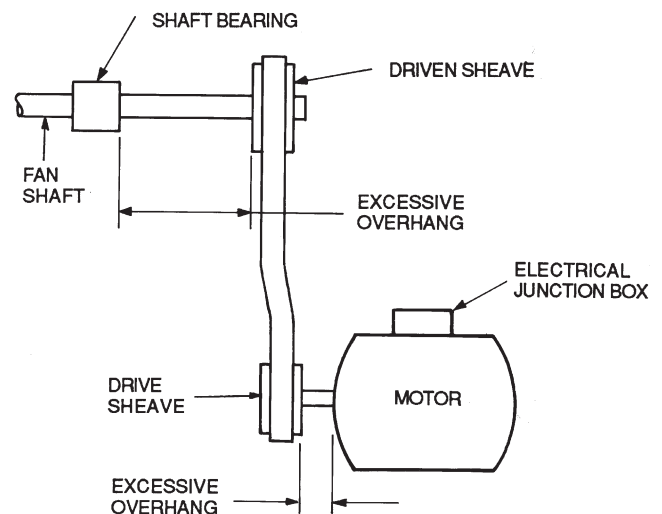 SHAFT BEARING
DRIVEN SHEAVE
FAN
SHAFT
EXCESSIVE
OVERHANG
ELECTRICAL
JUNCTION BOX
DRIVE
SHEAVE
MOTOR
EXCESSIVE
OVERHANG